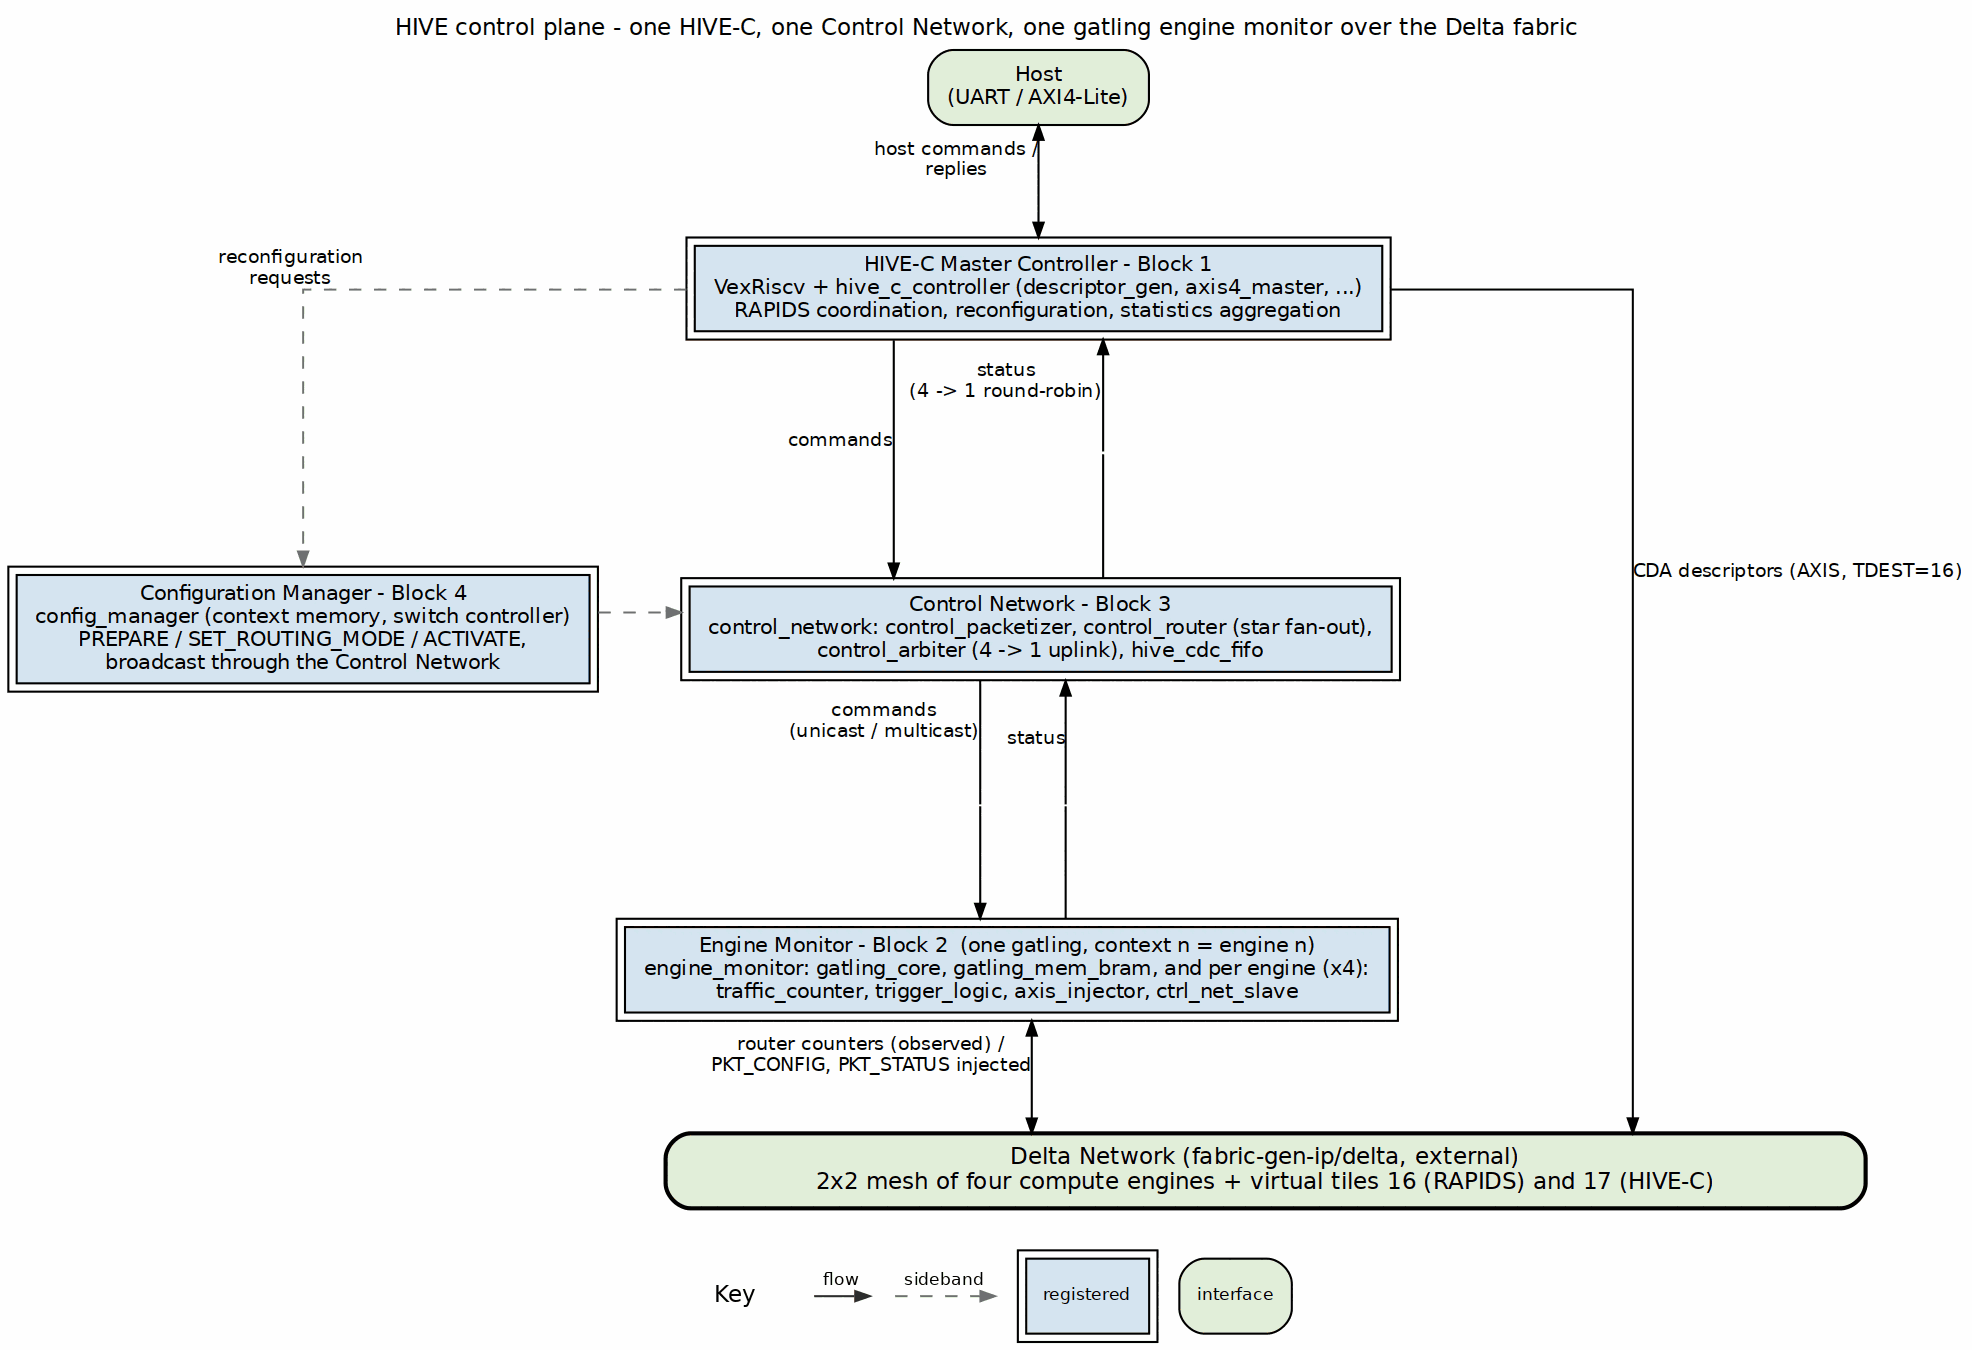 HIVE control plane - one HIVE-C, one Control Network, one gatling engine monitor over the Delta fabric
Host
(UART / AXI4-Lite)
host commands /
replies
reconfiguration
requests
HIVE-C Master Controller - Block 1
VexRiscv + hive_c_controller (descriptor_gen, axis4_master, ...)
RAPIDS coordination, reconfiguration, statistics aggregation
status
(4 -> 1 round-robin)
commands
CDA descriptors (AXIS, TDEST=16)
Configuration Manager - Block 4
config_manager (context memory, switch controller)
PREPARE / SET_ROUTING_MODE / ACTIVATE,
broadcast through the Control Network
Control Network - Block 3
control_network: control_packetizer, control_router (star fan-out),
control_arbiter (4 -> 1 uplink), hive_cdc_fifo
commands
(unicast / multicast)
status
Engine Monitor - Block 2  (one gatling, context n = engine n)
engine_monitor: gatling_core, gatling_mem_bram, and per engine (x4):
traffic_counter, trigger_logic, axis_injector, ctrl_net_slave
router counters (observed) /
PKT_CONFIG, PKT_STATUS injected
Delta Network (fabric-gen-ip/delta, external)
2x2 mesh of four compute engines + virtual tiles 16 (RAPIDS) and 17 (HIVE-C)
Key
flow
sideband
registered
interface